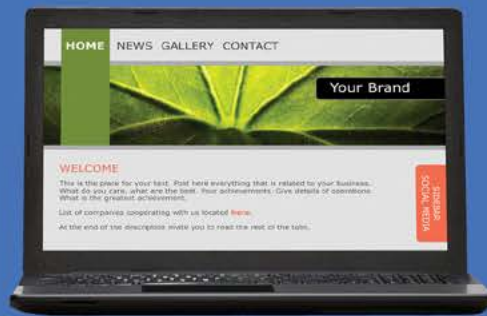 HOME NEWS GALLERY CONTACT
Your Brand
WELCOME
This is the place for your text. Post here everything that is related to your business.
What do you care, what are the best. Your achievements. Give details of operations.
What is the greatest achievement.
List of companies cooperating with us located here.
At the end of the description invite you to read the rest of the tabs.
SIDEBAR
SOCIAL MEDIA